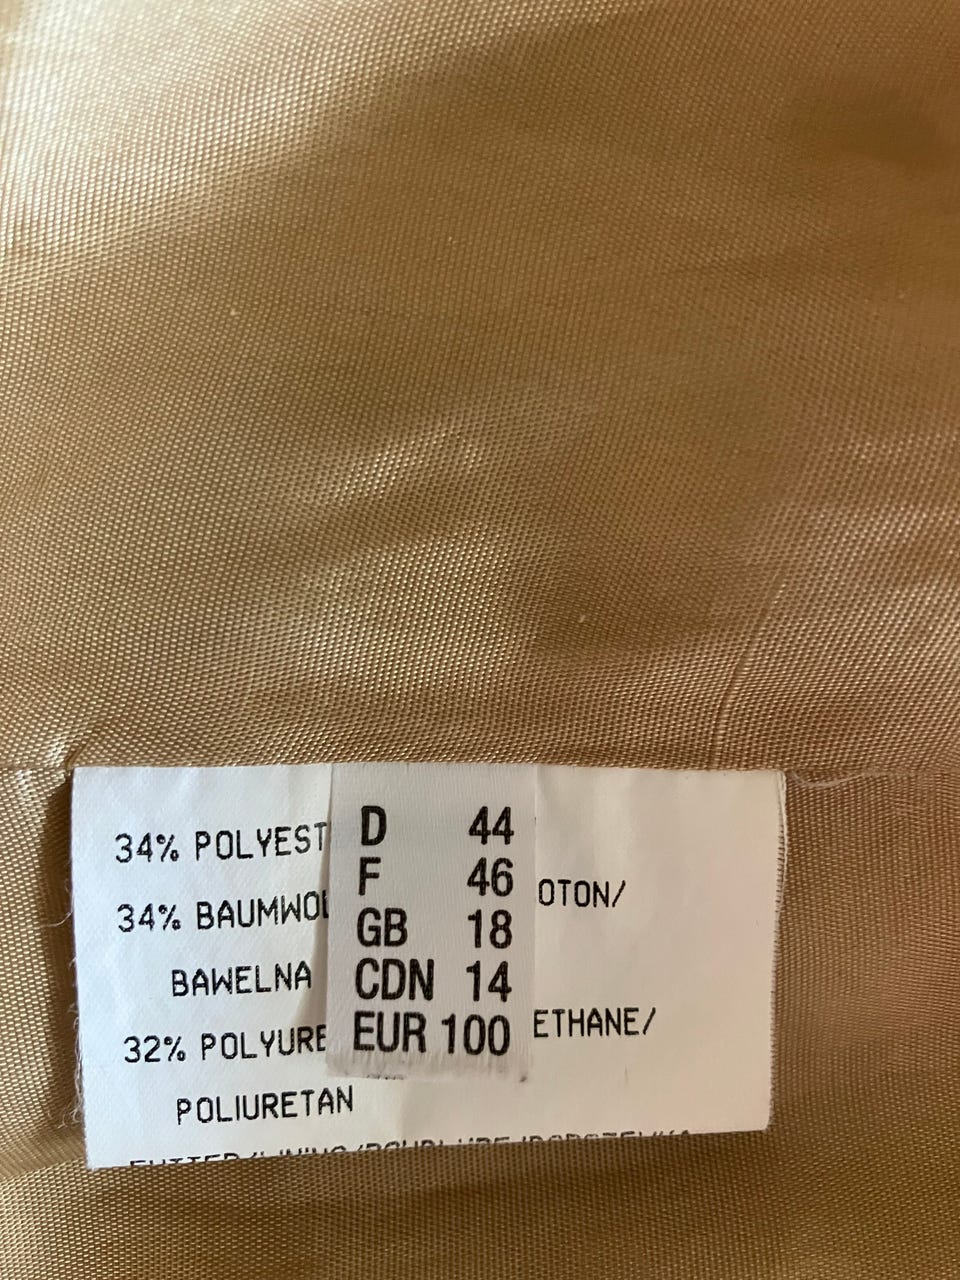 34% POLYEST
34% BAUMWOL OTON/
BAWELNA
32% POLYURE ETHANE/
POLIURETAN
D 44
F 46
GB 18
CDN 14
EUR 100